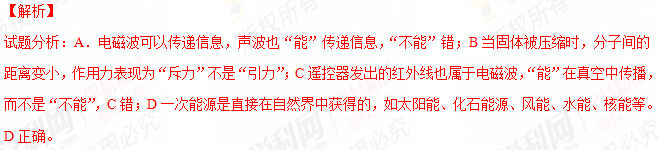 【解析】
试题分析：A．电磁波可以传递信息，声波也“能”传递信息，“不能”错；B 当固体被压缩时，分子间的
距离变小，作用力表现为“斥力”不是“引力”；C 遥控器发出的红外线也属于电磁波，“能”在真空中传播，
而不是“不能”，C 错；D 一次能源是直接在自然界中获得的，如太阳能、化石能源、风能、水能、核能等。
D 正确。